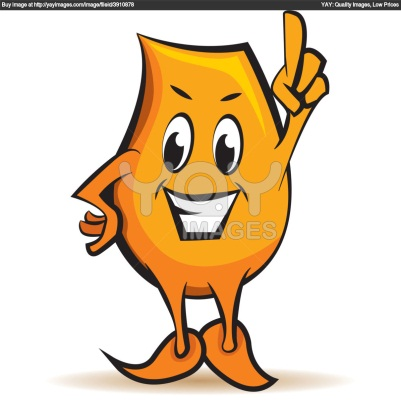 Buy Image at http://yayimages.com/image/fileid/3910878
YAY: Quality Images, Low Prices
YAY
IMAGES